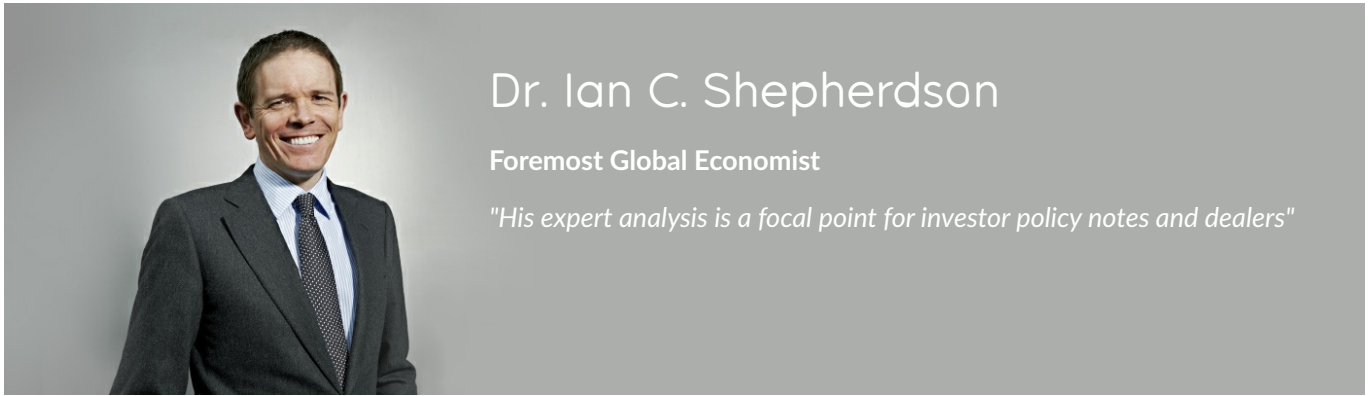 Dr. Ian C. Shepherdson
Foremost Global Economist
"His expert analysis is a focal point for investor policy notes and dealers"